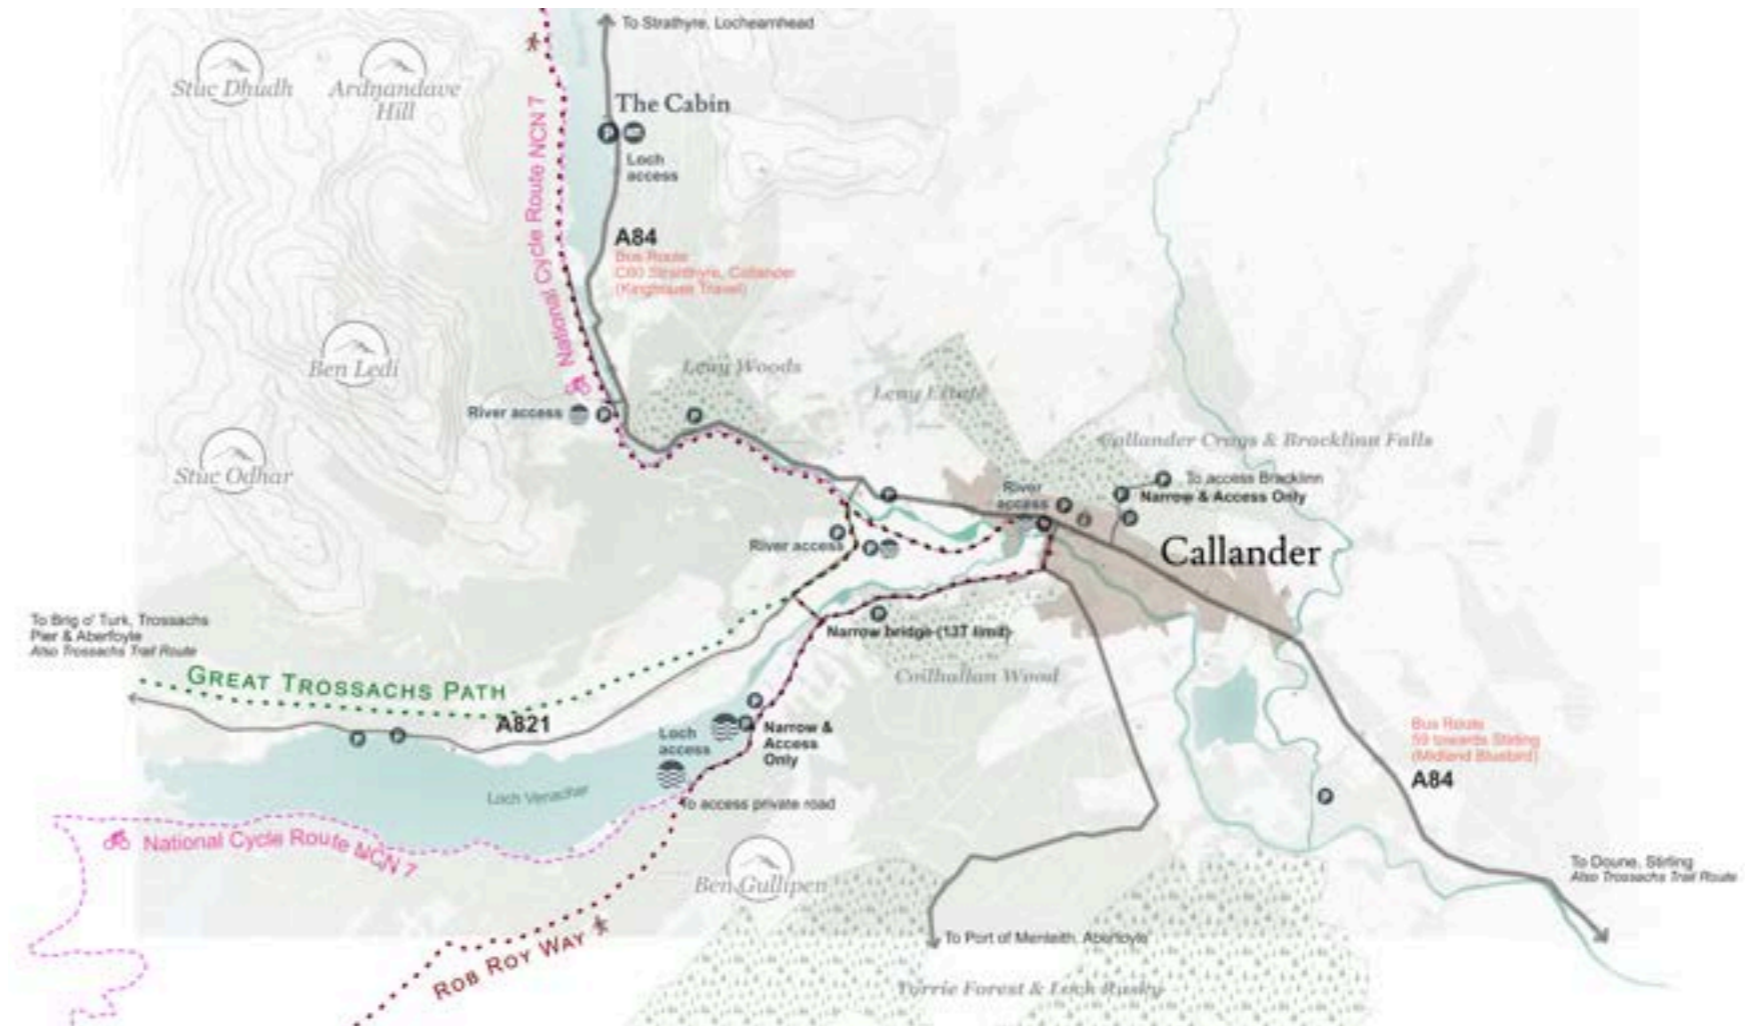 To Strathyre, Lochearnhead
Stuc Dhudh
Ardnandave
Hill
The Cabin
P
Loch
access
National Cycle Route NCN 7
A84
Bus Route
C60 Strathyre, Callander
(Kinghouse Travel)
Ben Ledi
Leny Woods
Leny Estate
River access
P
P
Callander Crags & Bracklinn Falls
Stuc Odhar
To access Bracklinn
Narrow & Access Only
River
access
P
P
P
P
P
River access
P
P
Callander
To Brig o' Turk, Trossachs
Pier & Aberfoyle
Also Trossachs Trail Route
P
Narrow bridge (13T limit)
Coilhallan Wood
GREAT TROSSACHS PATH
A821
P
P
P
P
Loch
access
Narrow &
Access
Only
Bus Route
59 towards Stirling
(Midland Bluebird)
A84
P
Loch Venachar
To access private road
National Cycle Route NCN 7
Ben Gullipen
To Doune, Stirling
Also Trossachs Trail Route
To Port of Menteith, Aberfoyle
ROB ROY WAY
Torrie Forest & Loch Rusky